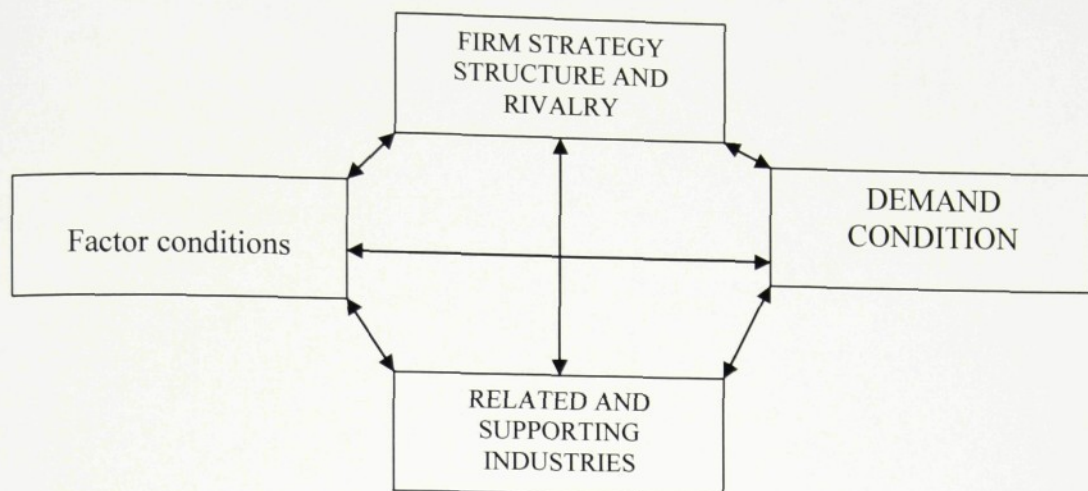 FIRM STRATEGY
STRUCTURE AND
RIVALRY
Factor conditions
DEMAND
CONDITION
RELATED AND
SUPPORTING
INDUSTRIES